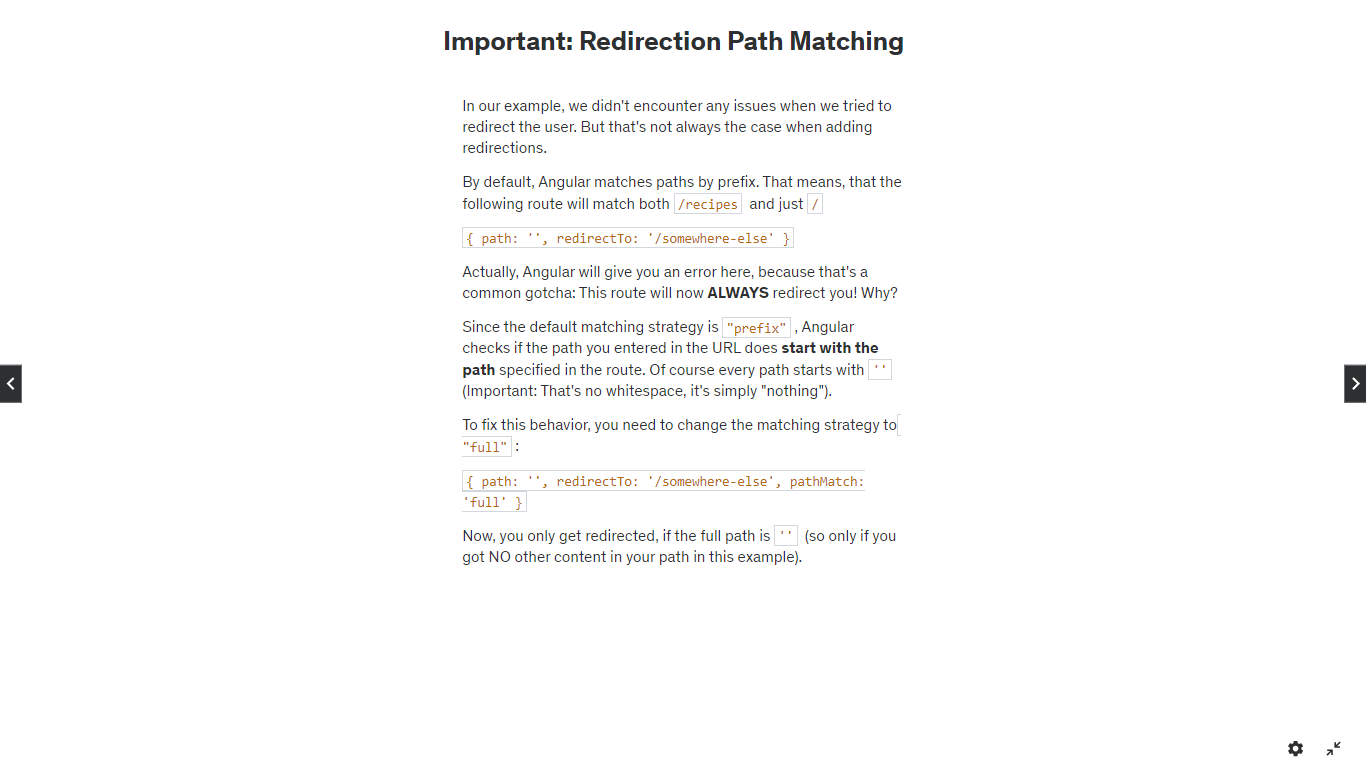 Important: Redirection Path Matching
In our example, we didn't encounter any issues when we tried to
redirect the user. But that's not always the case when adding
redirections.
By default, Angular matches paths by prefix. That means, that the
following route will match both /recipes and just /
{ path: '', redirectTo: '/somewhere-else' }
Actually, Angular will give you an error here, because that's a
common gotcha: This route will now ALWAYS redirect you! Why?
Since the default matching strategy is "prefix" , Angular
checks if the path you entered in the URL does start with the
path specified in the route. Of course every path starts with ''
(Important: That's no whitespace, it's simply "nothing").
To fix this behavior, you need to change the matching strategy to
"full" :
{ path: '', redirectTo: '/somewhere-else', pathMatch:
'full' }
Now, you only get redirected, if the full path is '' (so only if you
got NO other content in your path in this example).